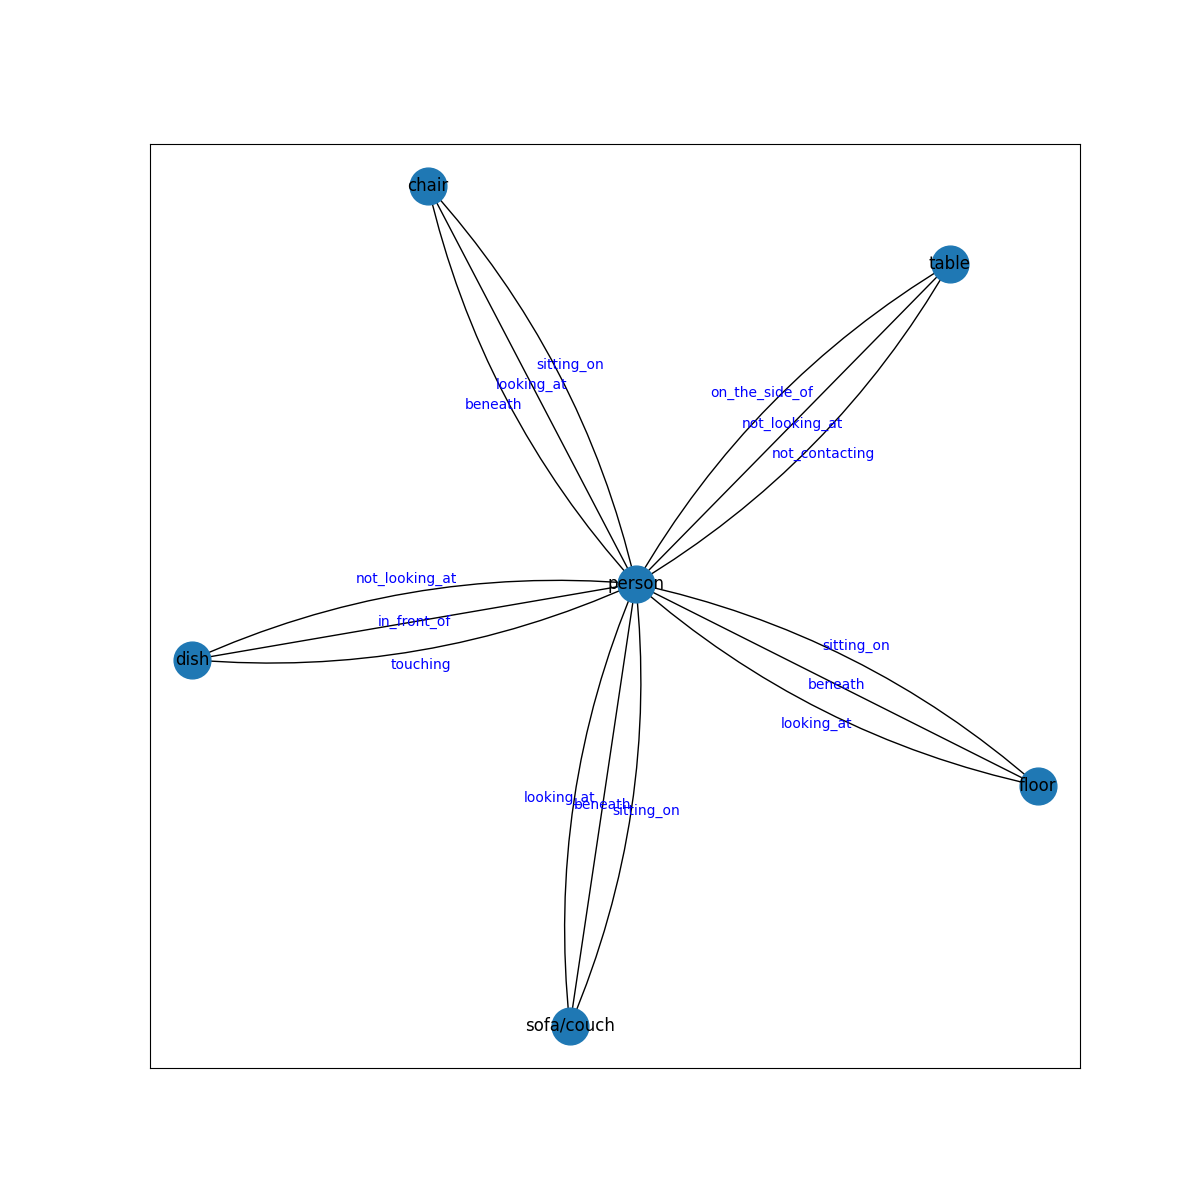 chair
table
sitting_on
looking_at
beneath
on_the_side_of
not_looking_at
not_contacting
not_looking_at
person
in_front_of
dish
touching
sitting_on
beneath
looking_at
floor
looking_at
beneath
sitting_on
sofa/couch